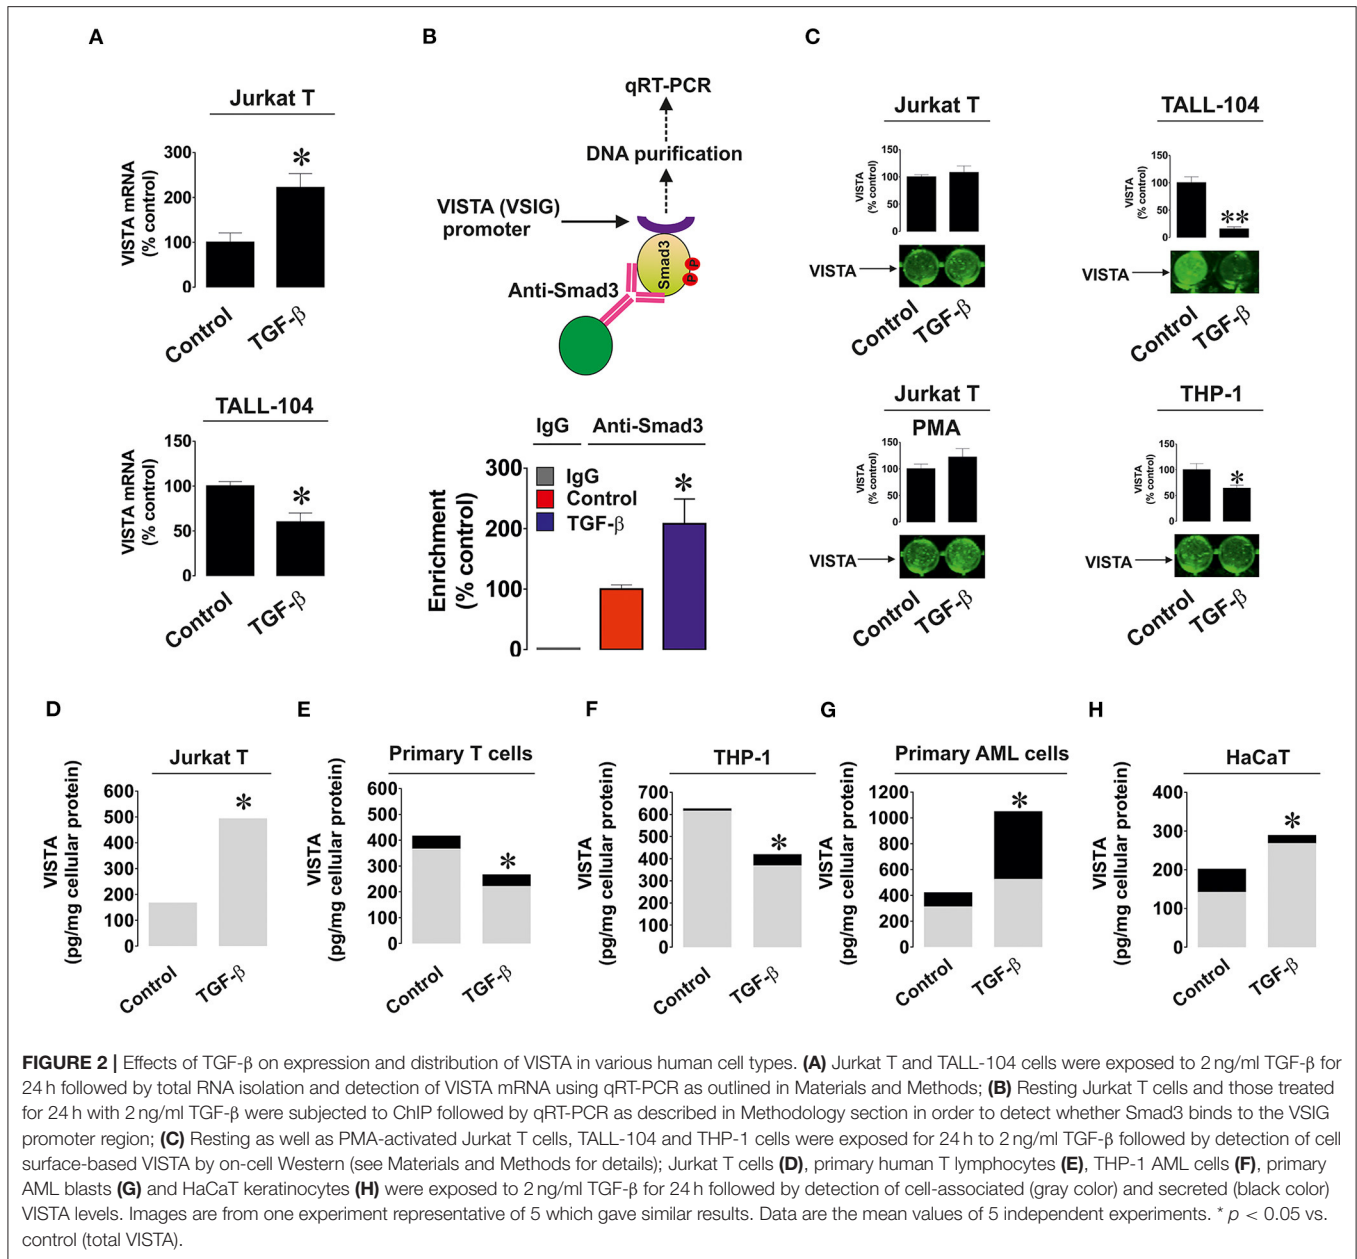 A
Jurkat T
VISTA mRNA
(% control)
300
200
100
0
*
Control
TGF-β
TALL-104
VISTA mRNA
(% control)
150
100
50
0
*
Control
TGF-β
B
qRT-PCR
DNA purification
VISTA (VSIG)
promoter
Smad3
P
P
Anti-Smad3
IgG
Anti-Smad3
Enrichment
(% control)
300
200
100
0
IgG
Control
TGF-β
*
C
Jurkat T
VISTA
(% control)
150
100
50
0
VISTA
Control
TGF-β
TALL-104
VISTA
(% control)
150
100
50
0
**
VISTA
Control
TGF-β
Jurkat T
PMA
VISTA
(% control)
150
100
50
0
VISTA
Control
TGF-β
THP-1
VISTA
(% control)
150
100
50
0
*
VISTA
Control
TGF-β
D
Jurkat T
VISTA
(pg/mg cellular protein)
600
500
400
300
200
100
0
*
Control
TGF-β
E
Primary T cells
VISTA
(pg/mg cellular protein)
600
500
400
300
200
100
0
*
Control
TGF-β
F
THP-1
VISTA
(pg/mg cellular protein)
700
600
500
400
300
200
100
0
*
Control
TGF-β
G
Primary AML cells
VISTA
(pg/mg cellular protein)
1200
1000
800
600
400
200
0
*
Control
TGF-β
H
HaCaT
VISTA
(pg/mg cellular protein)
400
300
200
100
0
*
Control
TGF-β
FIGURE 2 | Effects of TGF-β on expression and distribution of VISTA in various human cell types. (A) Jurkat T and TALL-104 cells were exposed to 2 ng/ml TGF-β for
24 h followed by total RNA isolation and detection of VISTA mRNA using qRT-PCR as outlined in Materials and Methods; (B) Resting Jurkat T cells and those treated
for 24 h with 2 ng/ml TGF-β were subjected to ChIP followed by qRT-PCR as described in Methodology section in order to detect whether Smad3 binds to the VSIG
promoter region; (C) Resting as well as PMA-activated Jurkat T cells, TALL-104 and THP-1 cells were exposed for 24 h to 2 ng/ml TGF-β followed by detection of cell
surface-based VISTA by on-cell Western (see Materials and Methods for details); Jurkat T cells (D), primary human T lymphocytes (E), THP-1 AML cells (F), primary
AML blasts (G) and HaCaT keratinocytes (H) were exposed to 2 ng/ml TGF-β for 24 h followed by detection of cell-associated (gray color) and secreted (black color)
VISTA levels. Images are from one experiment representative of 5 which gave similar results. Data are the mean values of 5 independent experiments. * p < 0.05 vs.
control (total VISTA).